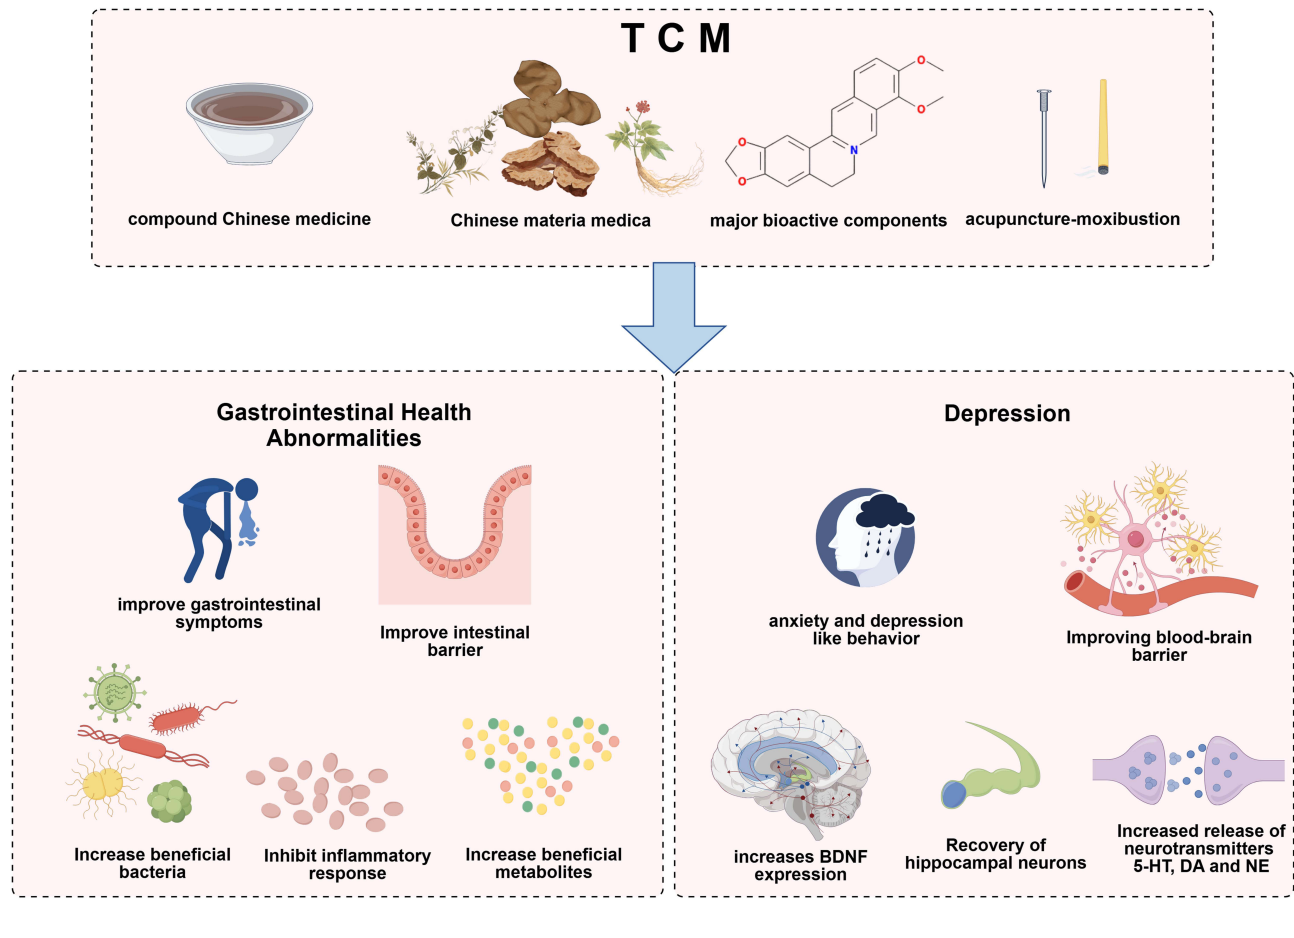 T C M
O
O
O
O
N
compound Chinese medicine
Chinese materia medica
major bioactive components
acupuncture-moxibustion
Gastrointestinal Health
Abnormalities
improve gastrointestinal
symptoms
Improve intestinal
barrier
Increase beneficial
bacteria
Inhibit inflammatory
response
Increase beneficial
metabolites
Depression
anxiety and depression
like behavior
Improving blood-brain
barrier
increases BDNF
expression
Recovery of
hippocampal neurons
Increased release of
neurotransmitters
5-HT, DA and NE